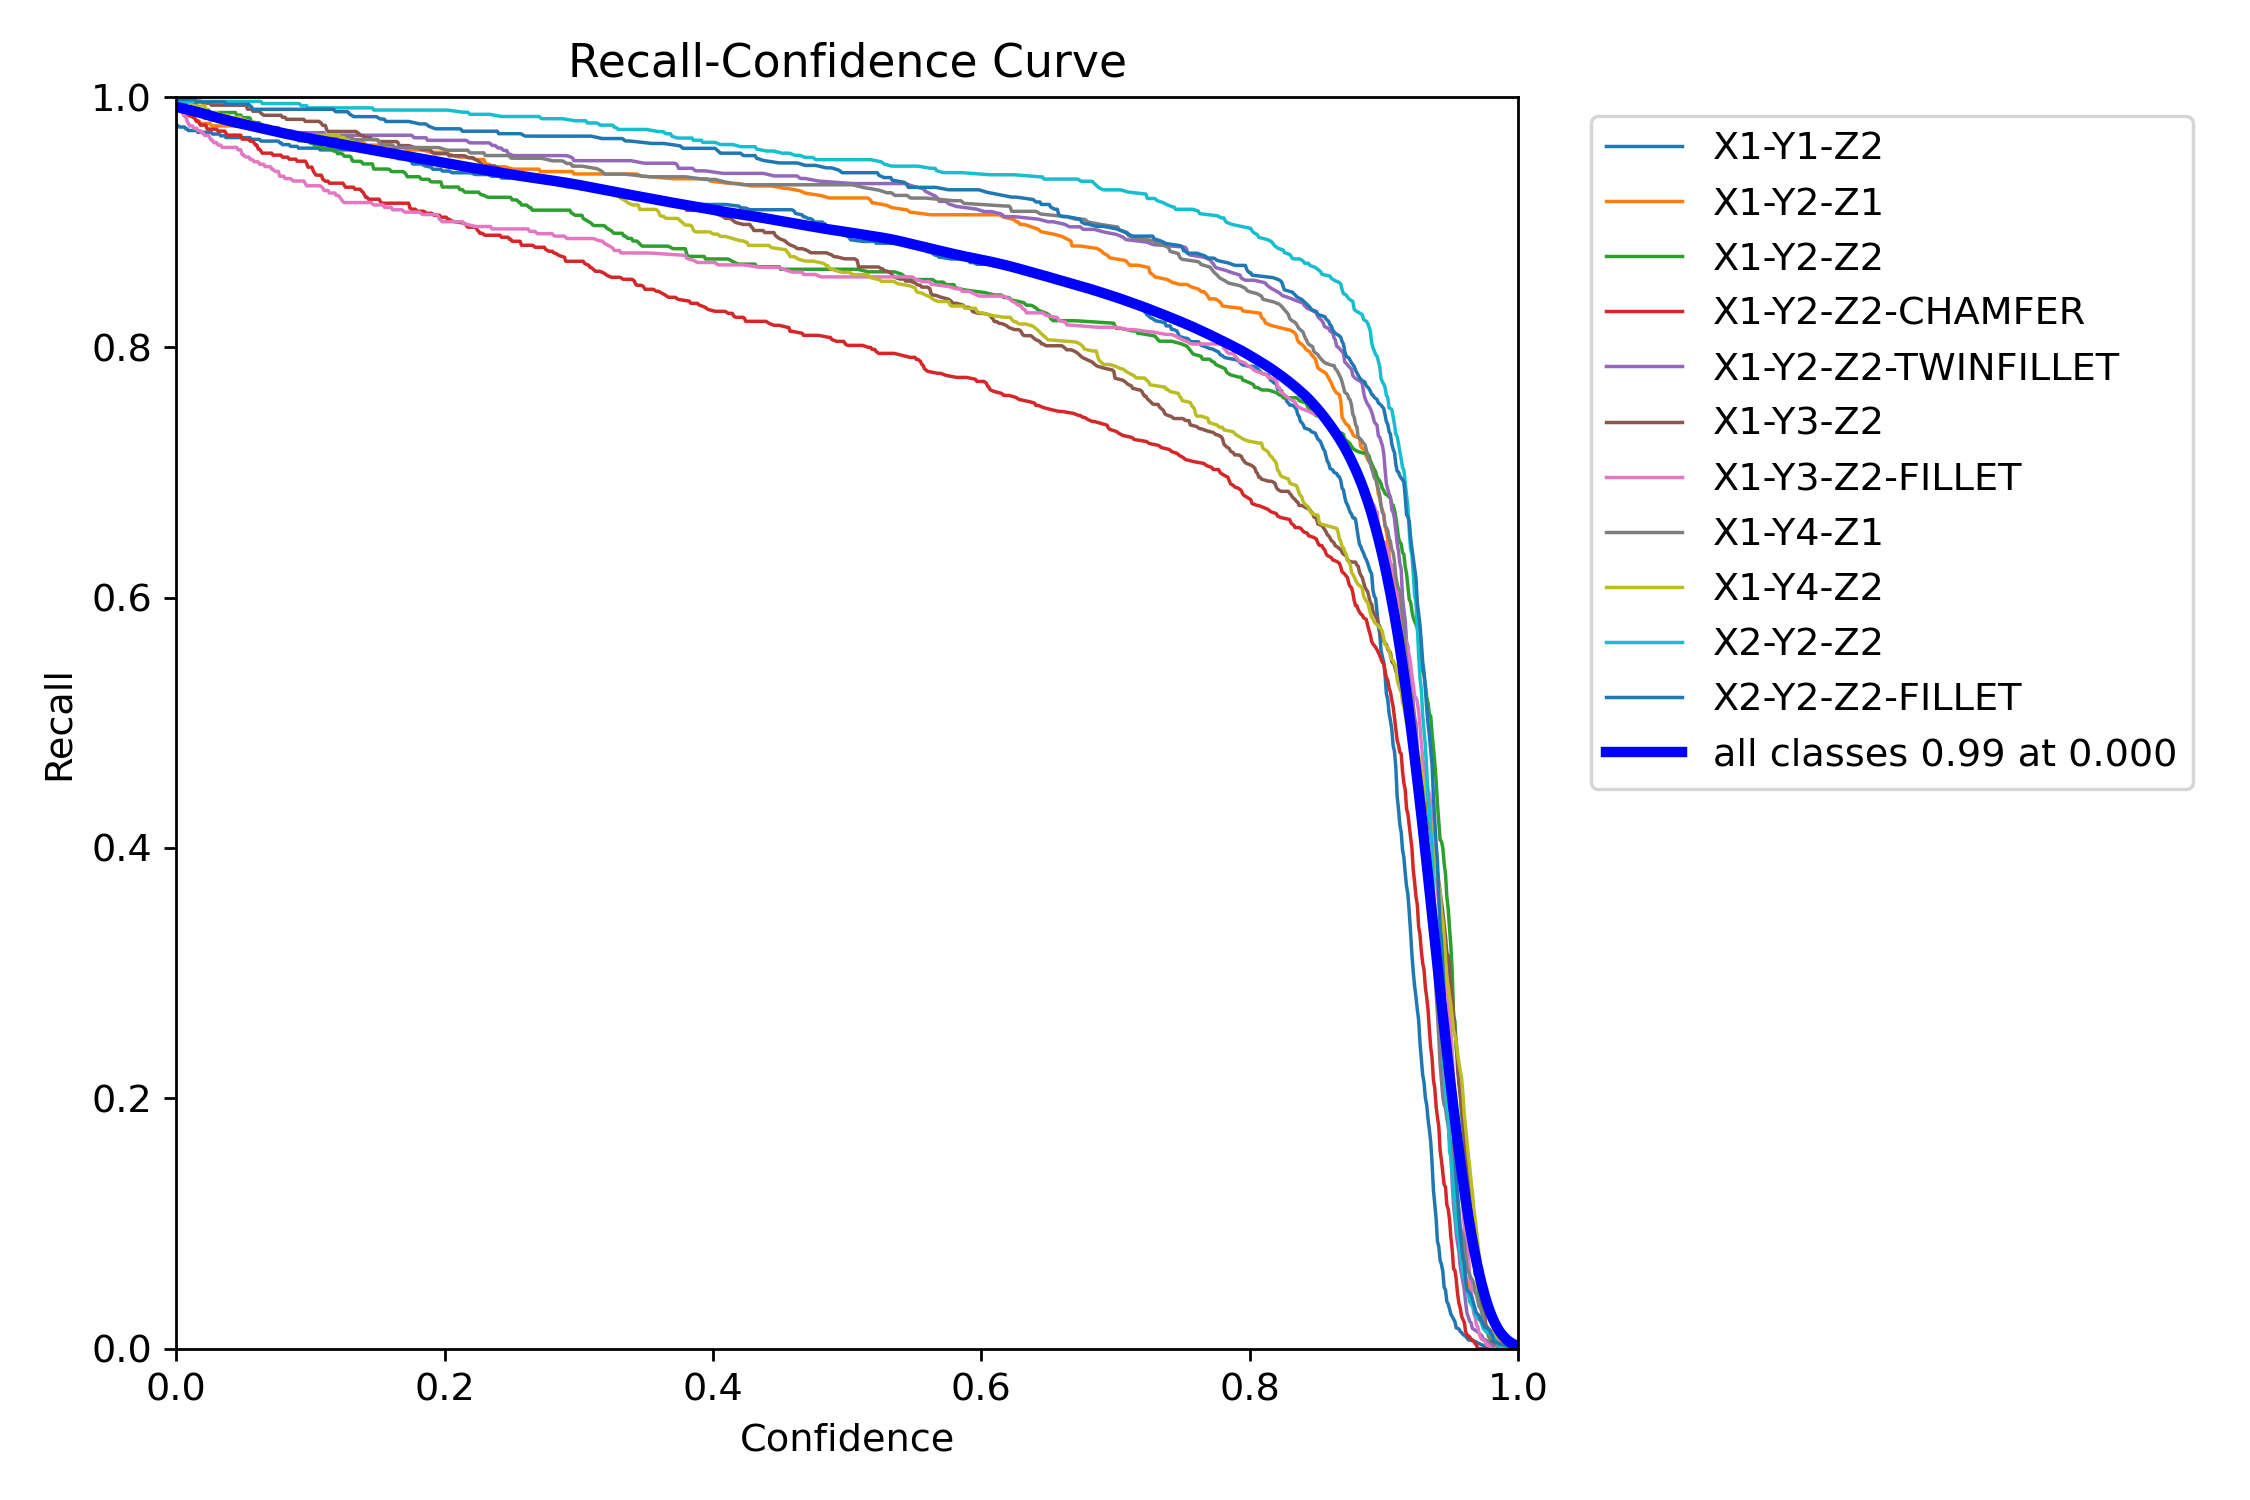 Recall-Confidence Curve
1.0
0.8
0.6
0.4
0.2
0.0
Recall
0.0 0.2 0.4 0.6 0.8 1.0
Confidence
X1-Y1-Z2
X1-Y2-Z1
X1-Y2-Z2
X1-Y2-Z2-CHAMFER
X1-Y2-Z2-TWINFILLET
X1-Y3-Z2
X1-Y3-Z2-FILLET
X1-Y4-Z1
X1-Y4-Z2
X2-Y2-Z2
X2-Y2-Z2-FILLET
all classes 0.99 at 0.000